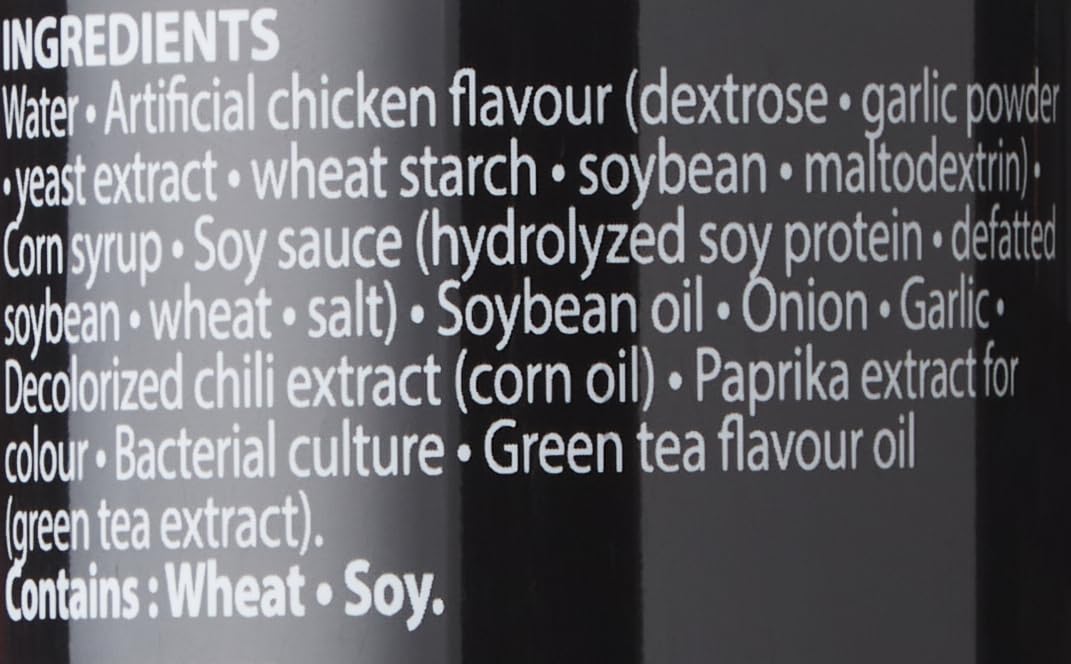 INGREDIENTS
Water • Artificial chicken flavour (dextrose • garlic powder
• yeast extract • wheat starch • soybean • maltodextrin) •
Corn syrup • Soy sauce (hydrolyzed soy protein • defatted
soybean • wheat • salt) • Soybean oil • Onion • Garlic •
Decolorized chili extract (corn oil) • Paprika extract for
colour • Bacterial culture • Green tea flavour oil
(green tea extract).
Contains : Wheat • Soy.